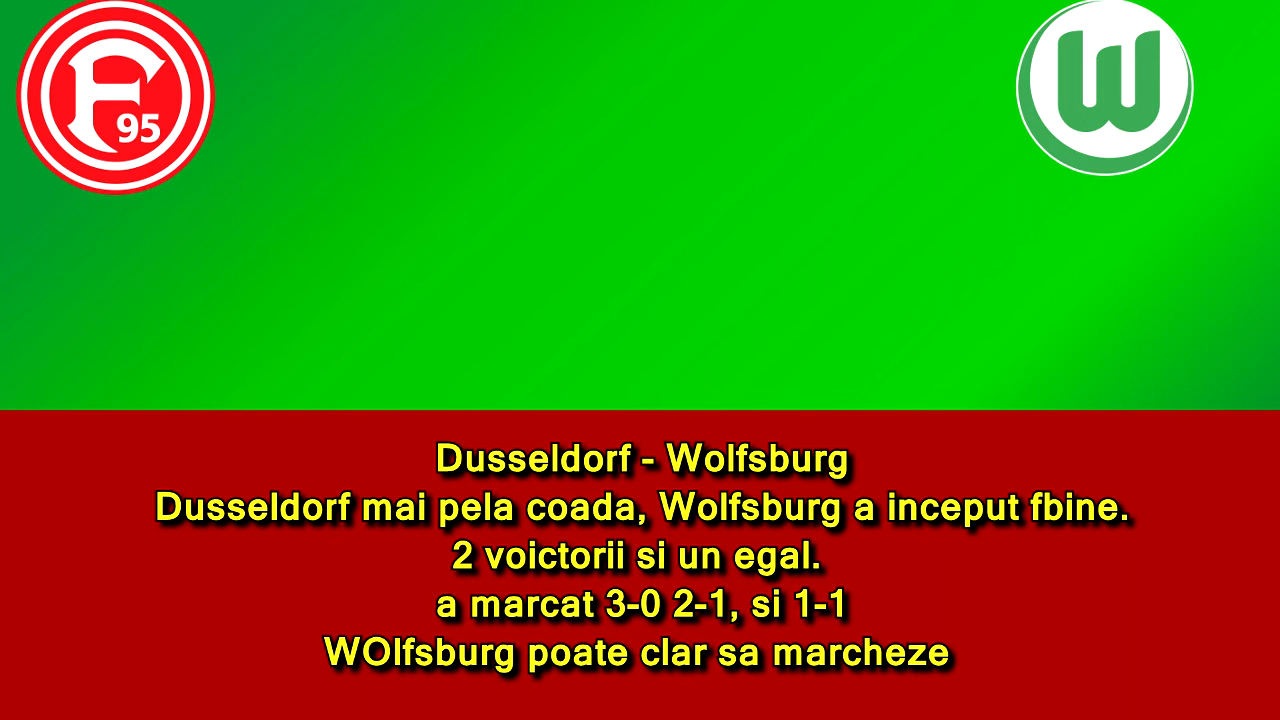 F
95
W
Dusseldorf - Wolfsburg
Dusseldorf mai pela coada, Wolfsburg a inceput fbine.
2 voictorii si un egal.
a marcat 3-0 2-1, si 1-1
WOlfsburg poate clar sa marcheze